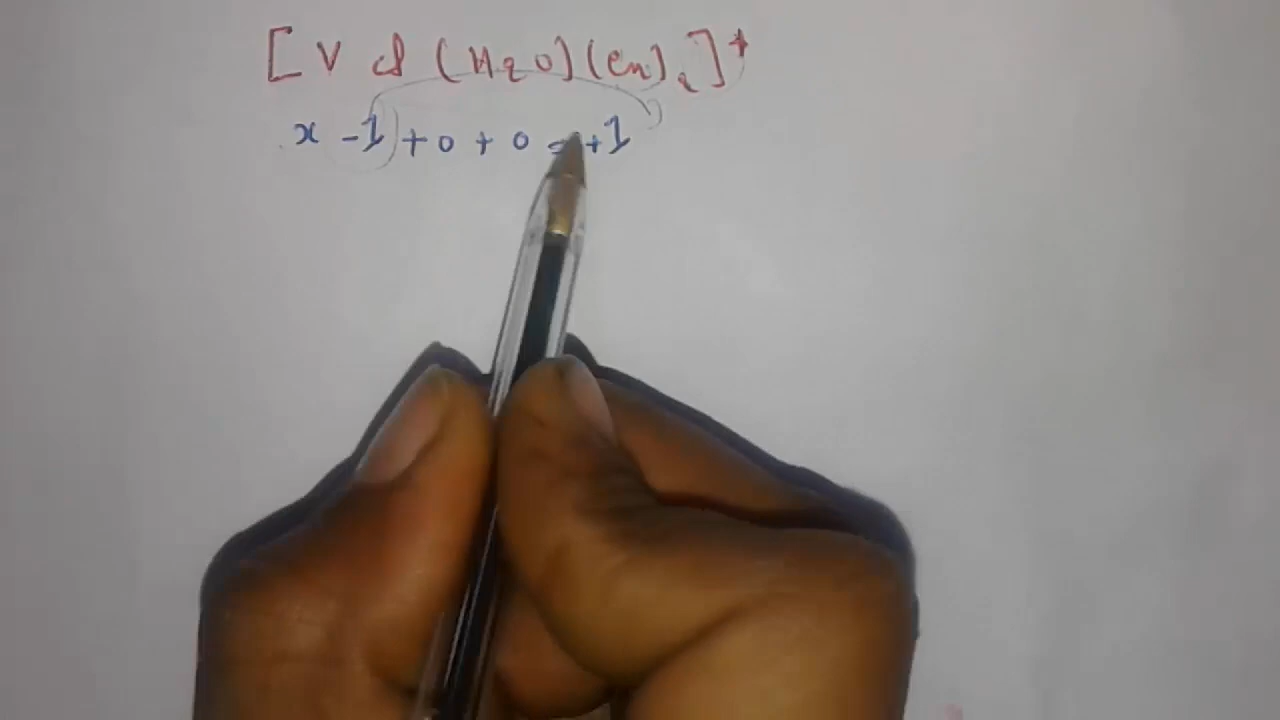 [V Cl (H2O)(en)2]+
x -1 + 0 + 0 = +1